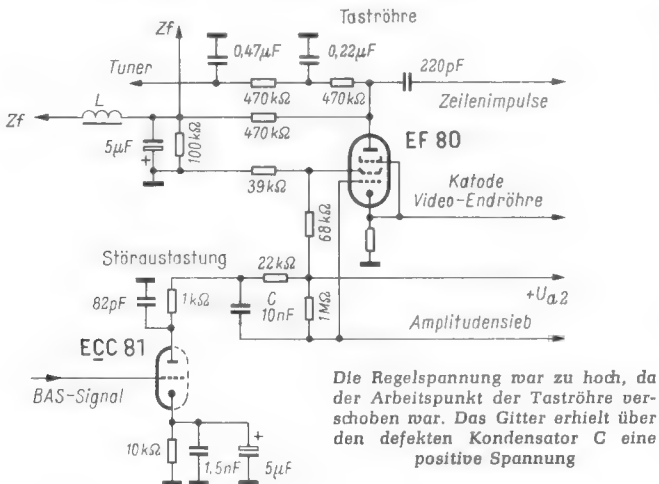 Taströhre
Zf
0,47µF
0,22µF
Tuner
220pF
470kΩ
470kΩ
Zeilenimpulse
Zf
L
470kΩ
EF 80
5µF
+
100kΩ
39kΩ
Katode
Video-Endröhre
68kΩ
Störaustastung
22kΩ
82pF
1kΩ
C
10nF
1MΩ
+Ua2
Amplitudensieb
ECC 81
BAS-Signal
10kΩ
1,5nF
+
5µF
Die Regelspannung war zu hoch, da
der Arbeitspunkt der Taströhre ver-
schoben war. Das Gitter erhielt über
den defekten Kondensator C eine
positive Spannung